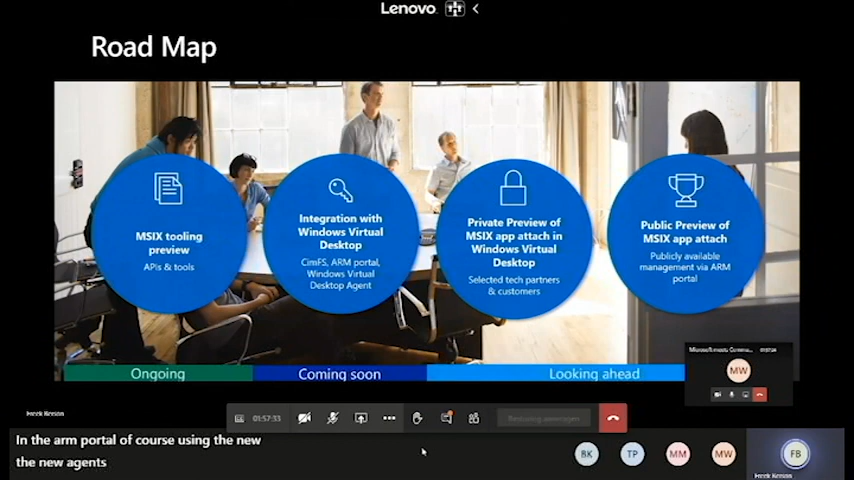 Lenovo
Road Map
MSIX tooling
preview
APIs & tools
Integration with
Windows Virtual
Desktop
CimFS, ARM portal,
Windows Virtual
Desktop Agent
Private Preview of
MSIX app attach in
Windows Virtual
Desktop
Selected tech partners
& customers
Public Preview of
MSIX app attach
Publicly available
management via ARM
portal
Ongoing
Coming soon
Looking ahead
MW
01:57:33
In the arm portal of course using the new
the new agents
BK
TP
MM
MW
FB